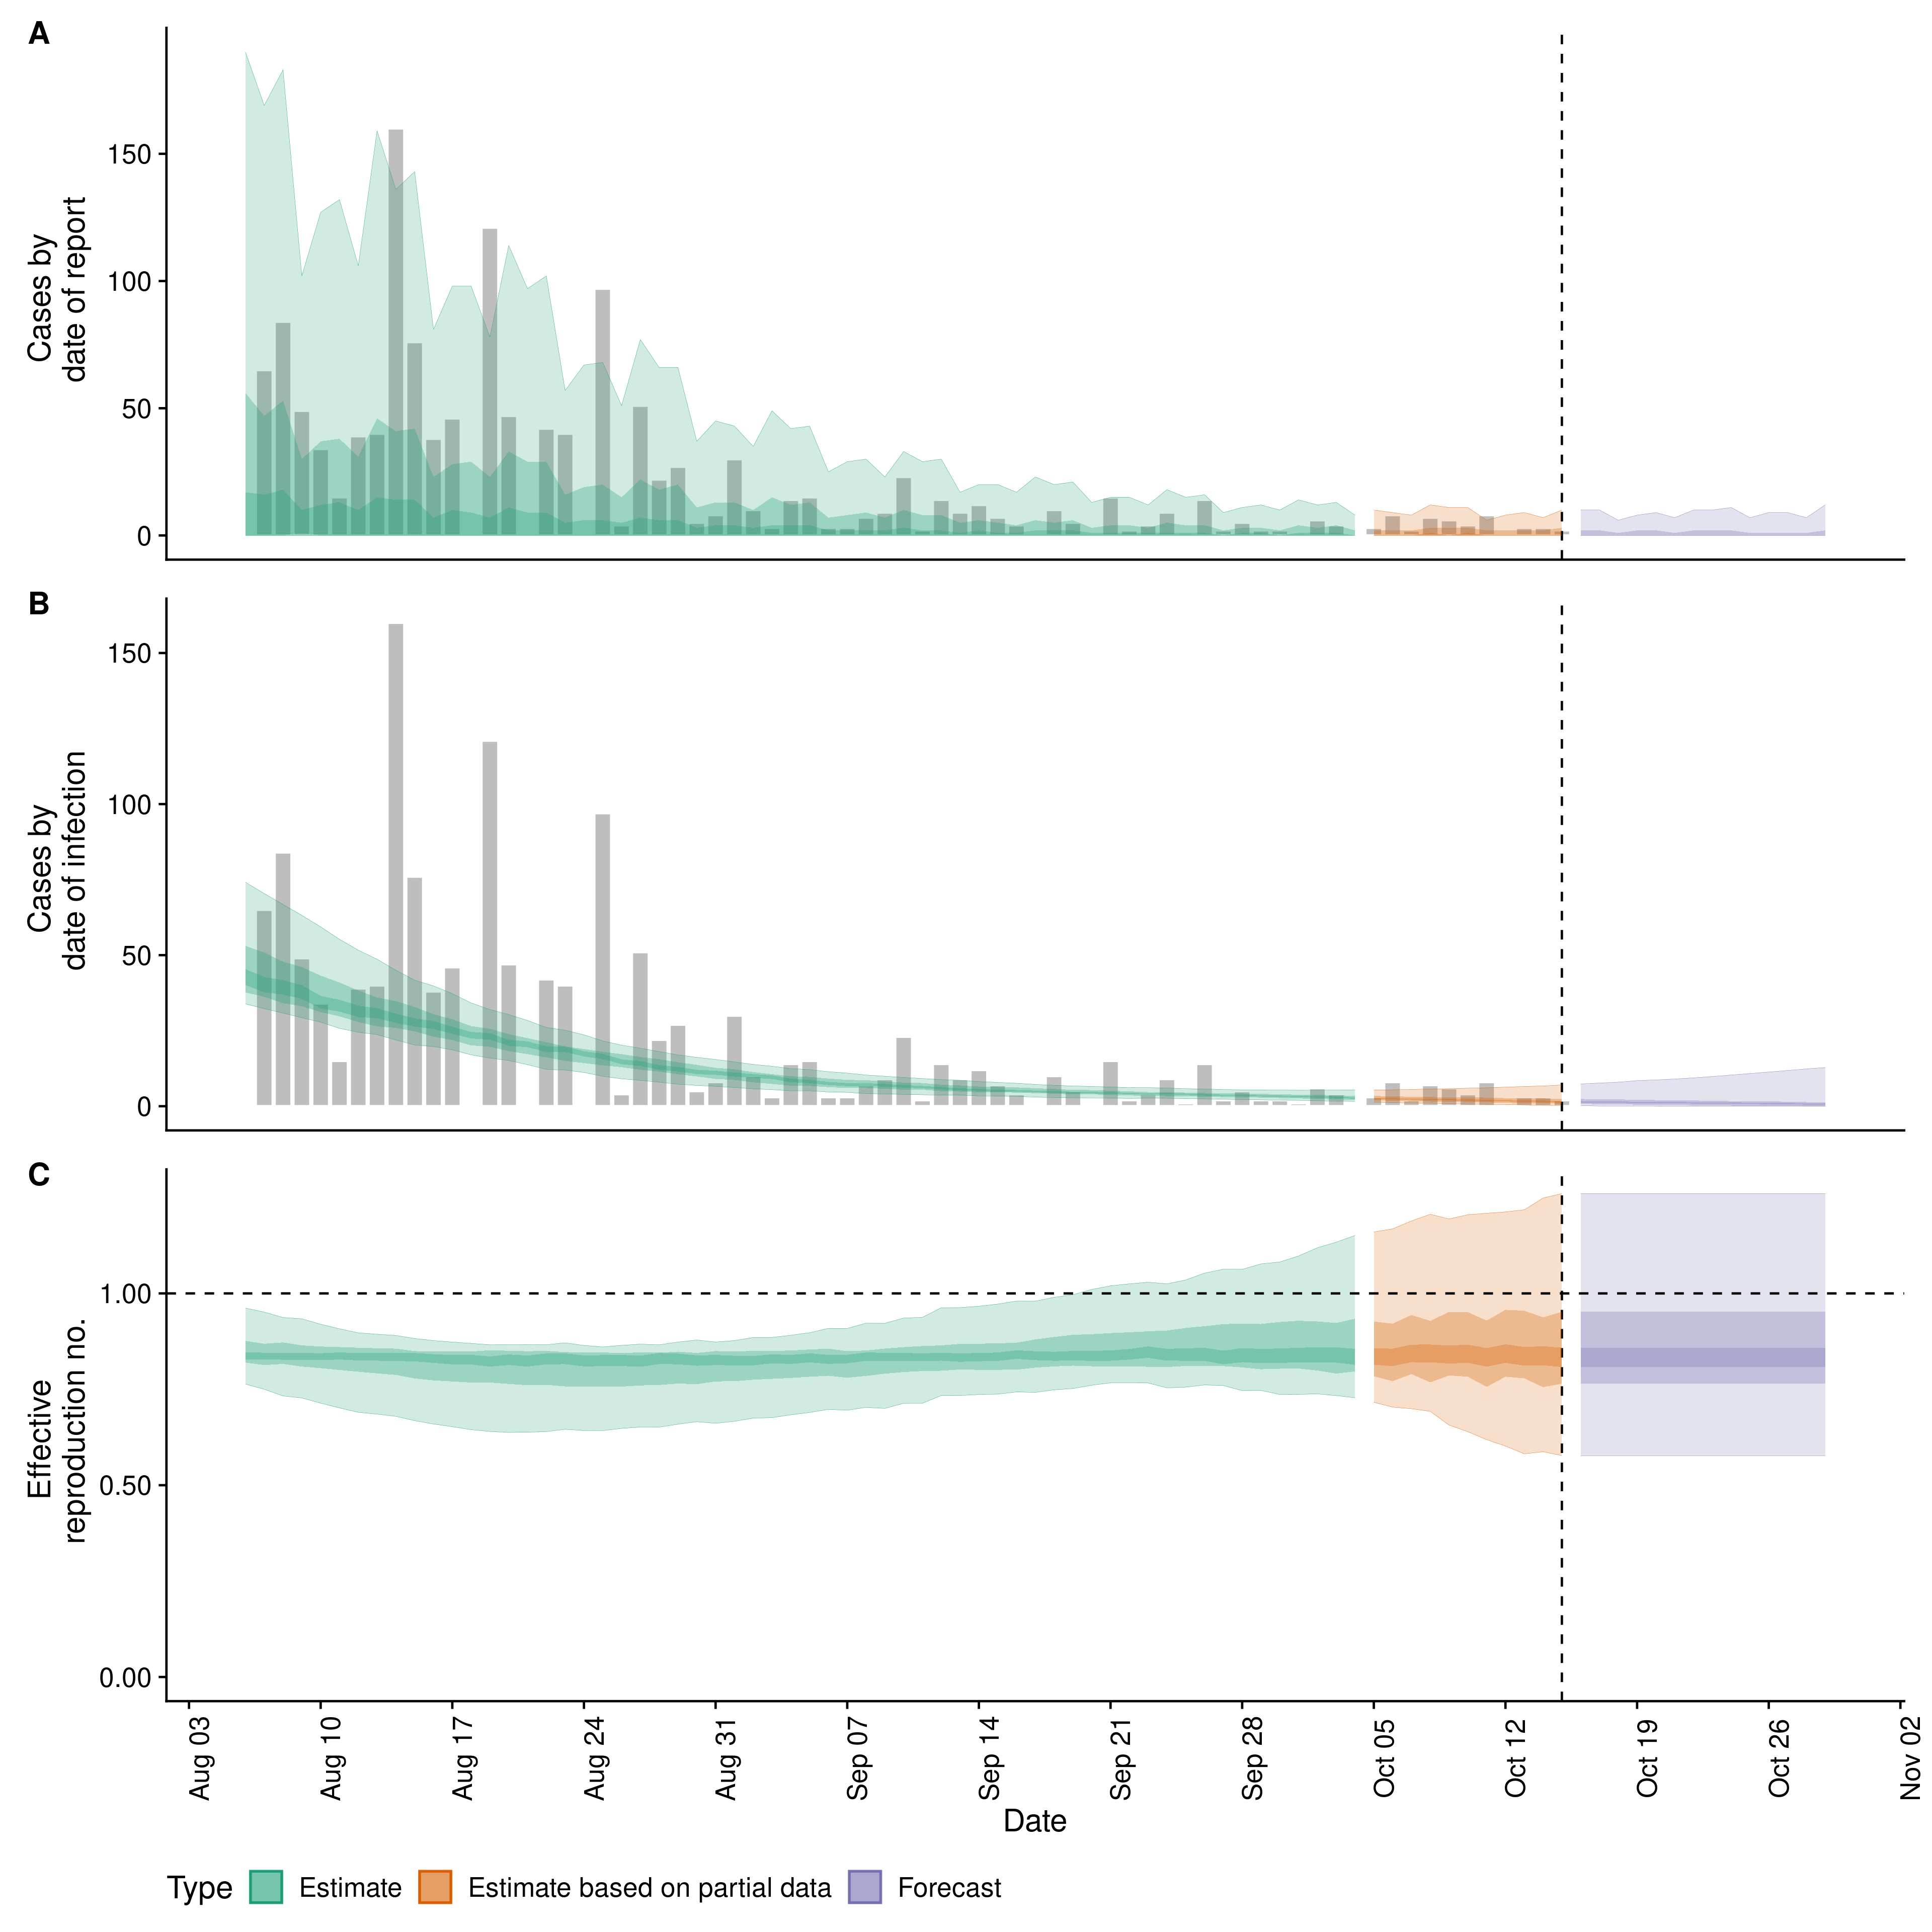 A
Cases by
date of report
150
100
50
0
B
Cases by
date of infection
150
100
50
0
C
Effective
reproduction no.
1.00
0.50
0.00
Aug 03
Aug 10
Aug 17
Aug 24
Aug 31
Sep 07
Sep 14
Sep 21
Sep 28
Oct 05
Oct 12
Oct 19
Oct 26
Nov 02
Date
Type Estimate Estimate based on partial data Forecast